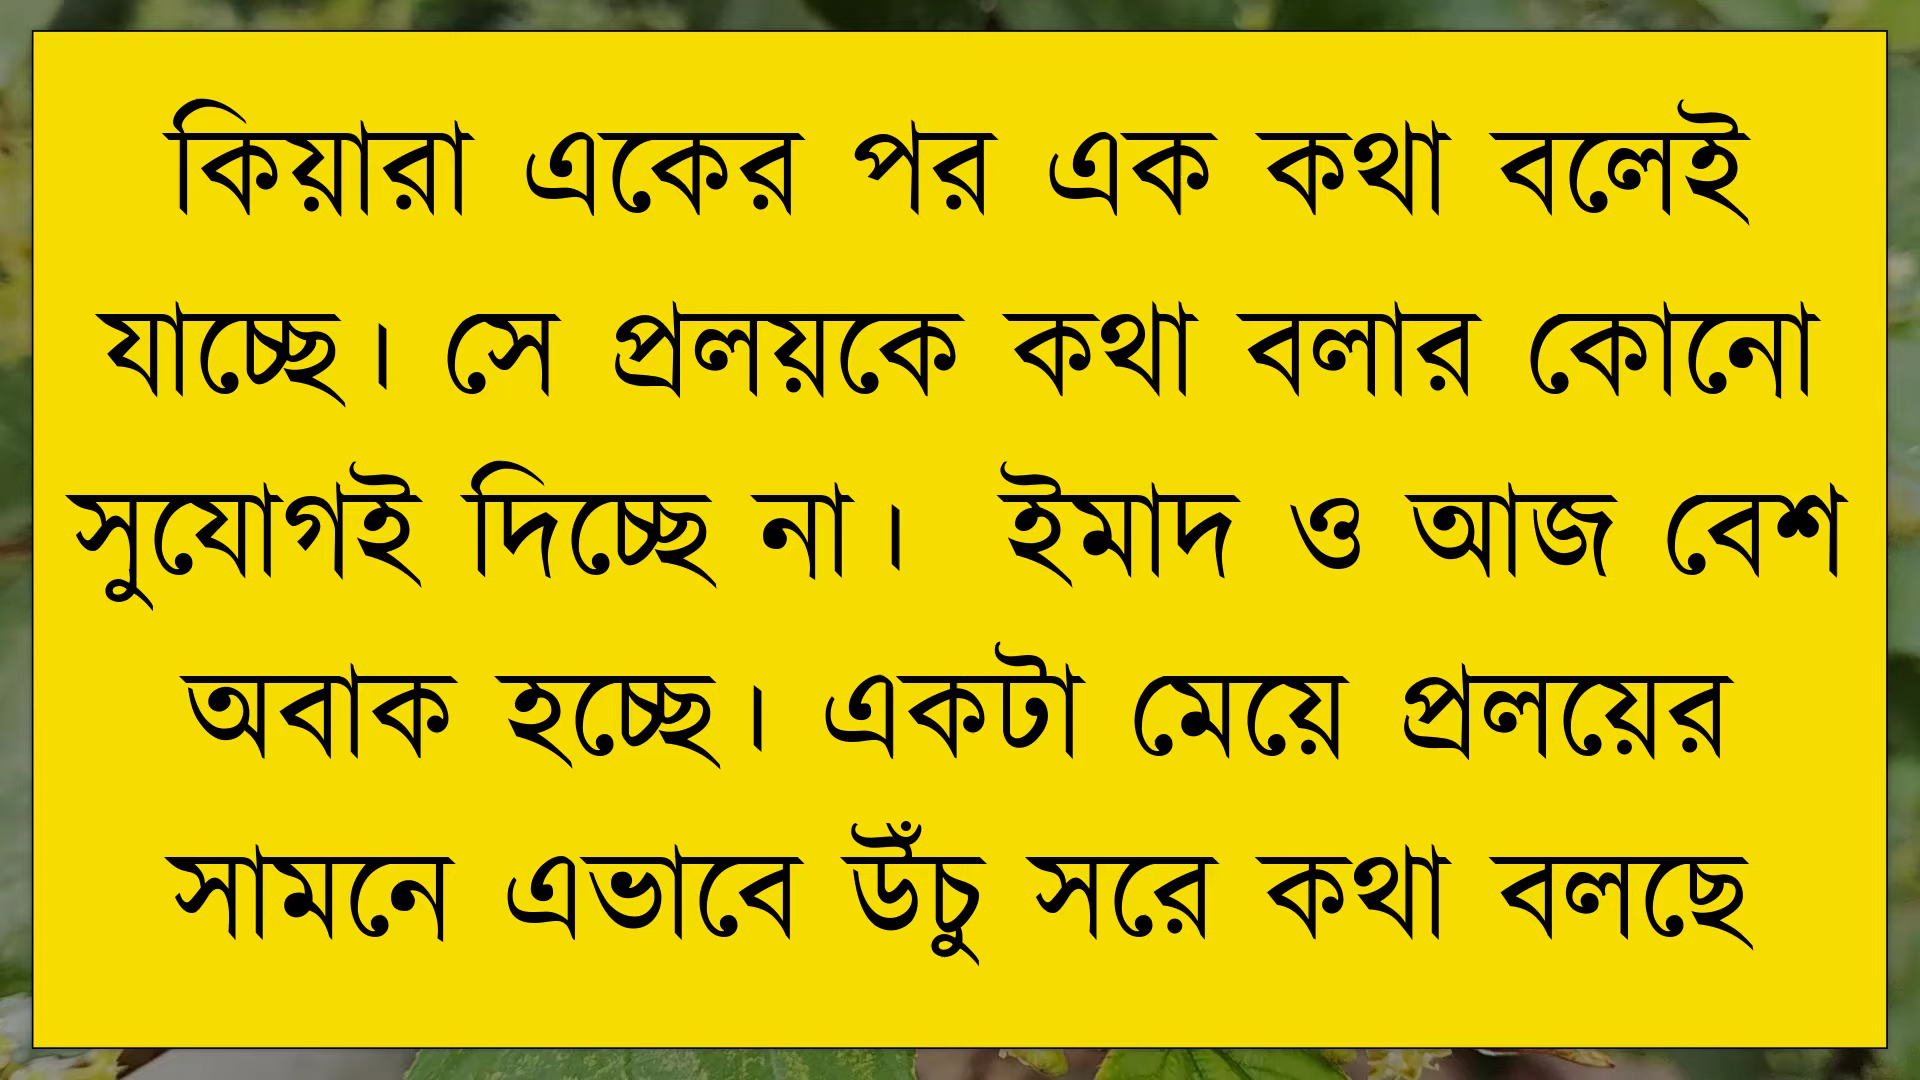 কিয়ারা একের পর এক কথা বলেই
যাচ্ছে। সে প্রলয়কে কথা বলার কোনো
সুযোগই দিচ্ছে না। ইমাদ ও আজ বেশ
অবাক হচ্ছে। একটা মেয়ে প্রলয়ের
সামনে এভাবে উঁচু সরে কথা বলছে